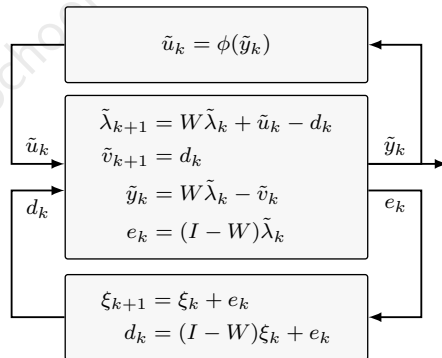 ũ_k = ϕ(ỹ_k)
λ̃_{k+1} = Wλ̃_k + ũ_k − d_k
ṽ_{k+1} = d_k
ỹ_k = Wλ̃_k − ṽ_k
e_k = (I − W)λ̃_k
ũ_k
d_k
ỹ_k
e_k
ξ_{k+1} = ξ_k + e_k
d_k = (I − W)ξ_k + e_k